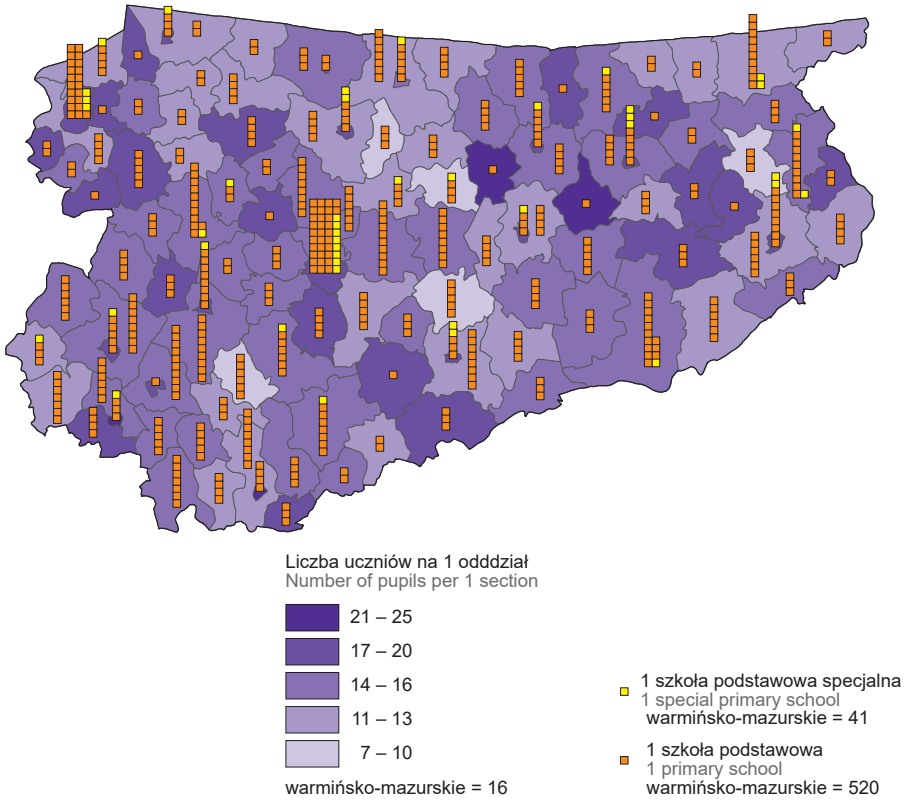 Liczba uczniów na 1 odddział
Number of pupils per 1 section
21 – 25
17 – 20
14 – 16
11 – 13
7 – 10
warmińsko-mazurskie = 16
1 szkoła podstawowa specjalna
1 special primary school
warmińsko-mazurskie = 41
1 szkoła podstawowa
1 primary school
warmińsko-mazurskie = 520